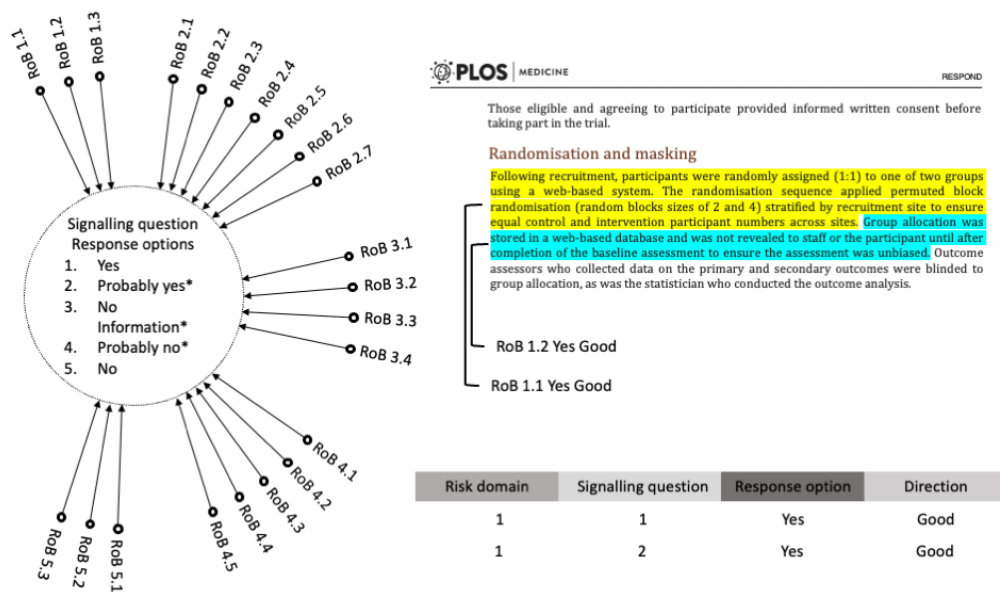 RoB 1.1
RoB 1.2
RoB 1.3
RoB 2.1
RoB 2.2
RoB 2.3
RoB 2.4
RoB 2.5
RoB 2.6
RoB 2.7
Signalling question
Response options
1. Yes
2. Probably yes*
3. No
Information*
4. Probably no*
5. No
RoB 3.1
RoB 3.2
RoB 3.3
RoB 3.4
RoB 4.1
RoB 4.2
RoB 4.3
RoB 4.4
RoB 4.5
RoB 5.1
RoB 5.2
RoB 5.3
PLOS | MEDICINE
RESPOND
Those eligible and agreeing to participate provided informed written consent before
taking part in the trial.
Randomisation and masking
Following recruitment, participants were randomly assigned (1:1) to one of two groups
using a web-based system. The randomisation sequence applied permuted block
randomisation (random blocks sizes of 2 and 4) stratified by recruitment site to ensure
equal control and intervention participant numbers across sites. Group allocation was
stored in a web-based database and was not revealed to staff or the participant until after
completion of the baseline assessment to ensure the assessment was unbiased. Outcome
assessors who collected data on the primary and secondary outcomes were blinded to
group allocation, as was the statistician who conducted the outcome analysis.
RoB 1.2 Yes Good
RoB 1.1 Yes Good
Risk domain Signalling question Response option Direction
1 1 Yes Good
1 2 Yes Good